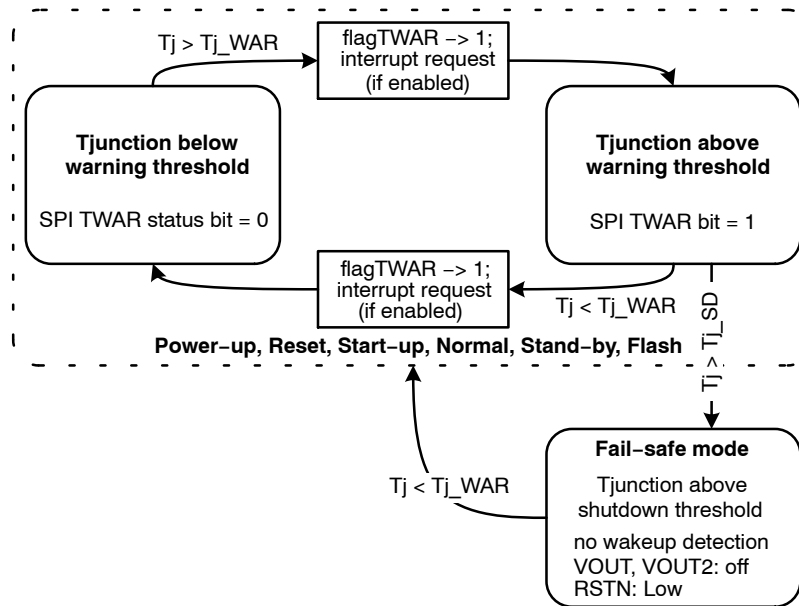 Tj > Tj_WAR
flagTWAR −> 1;
interrupt request
(if enabled)
Tjunction below
warning threshold
SPI TWAR status bit = 0
Tjunction above
warning threshold
SPI TWAR bit = 1
flagTWAR −> 1;
interrupt request
(if enabled)
Tj < Tj_WAR
Tj > Tj_SD
Power−up, Reset, Start−up, Normal, Stand−by, Flash
Tj < Tj_WAR
Fail−safe mode
Tjunction above
shutdown threshold
no wakeup detection
VOUT, VOUT2: off
RSTN: Low